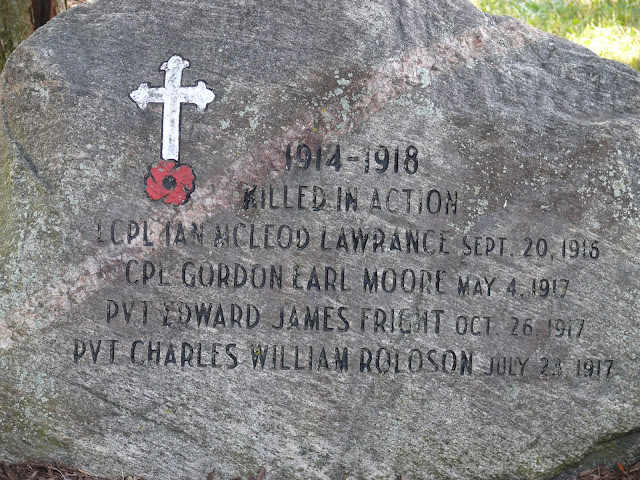 1914-1918
KILLED IN ACTION
LCPL IAN MCLEOD LAWRANCE SEPT. 20, 1916
CPL GORDON EARL MOORE MAY 4, 1917
PVT EDWARD JAMES FRIGHT OCT. 26, 1917
PVT CHARLES WILLIAM ROLOSON JULY 23, 1917